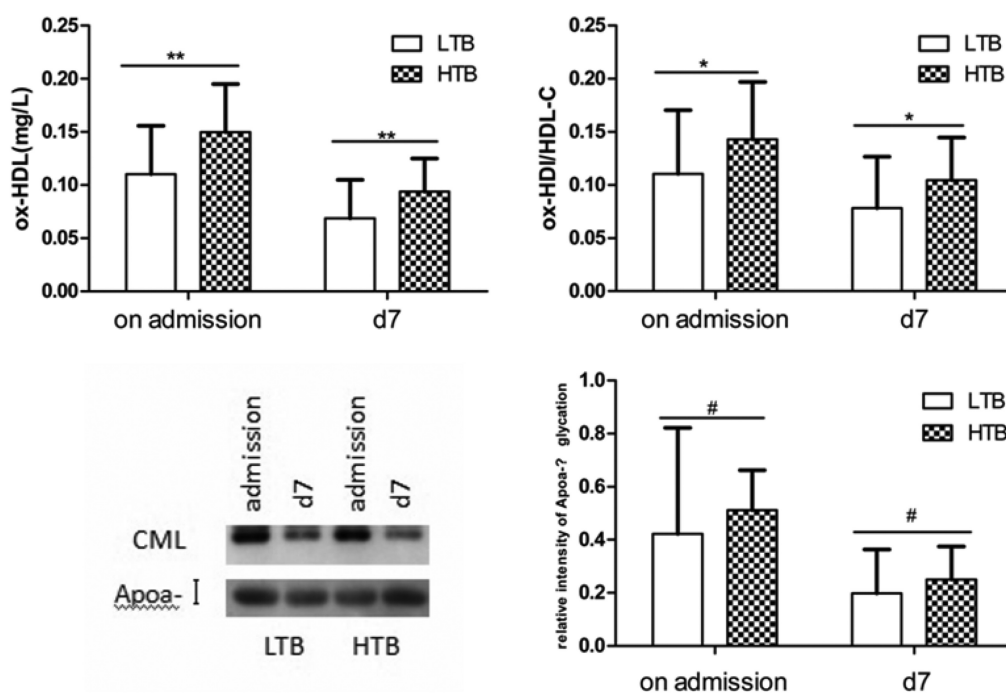 0.25
0.20
0.15
0.10
0.05
0.00
ox-HDL(mg/L)
LTB
HTB
**
**
on admission
d7
0.25
0.20
0.15
0.10
0.05
0.00
ox-HDI/HDL-C
LTB
HTB
*
*
on admission
d7
admission
d7
admission
d7
CML
Apoa- I
LTB HTB
1.0
0.8
0.6
0.4
0.2
0.0
relative intensity of Apoa-? glycation
LTB
HTB
#
#
on admission
d7